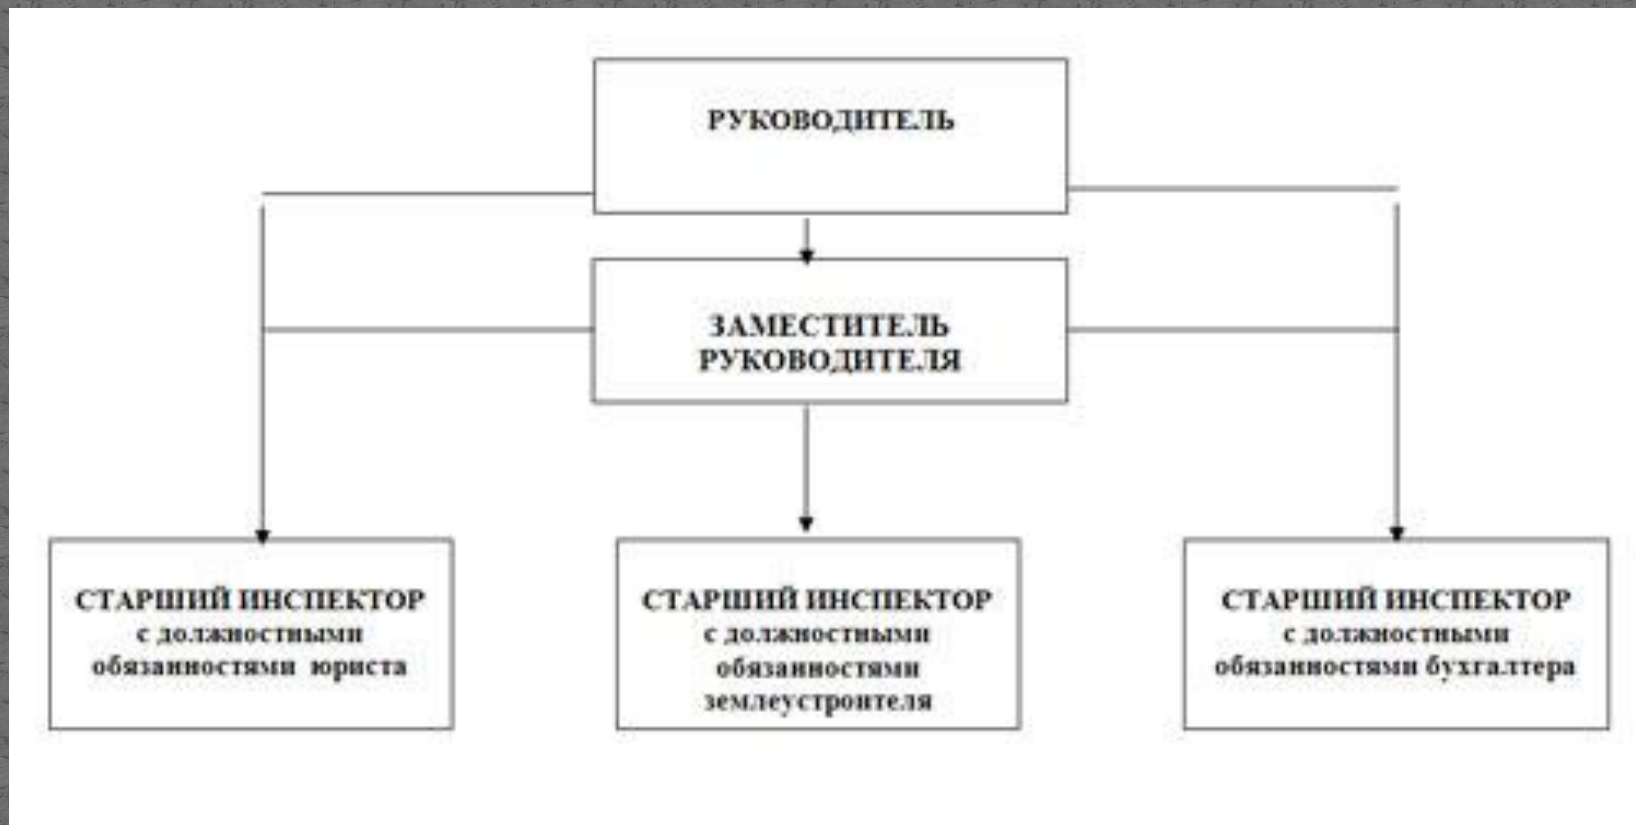 РУКОВОДИТЕЛЬ
ЗАМЕСТИТЕЛЬ
РУКОВОДИТЕЛЯ
СТАРШИЙ ИНСПЕКТОР
с должностными
обязанностями юриста
СТАРШИЙ ИНСПЕКТОР
с должностными
обязанностями
землеустроителя
СТАРШИЙ ИНСПЕКТОР
с должностными
обязанностями бухгалтера